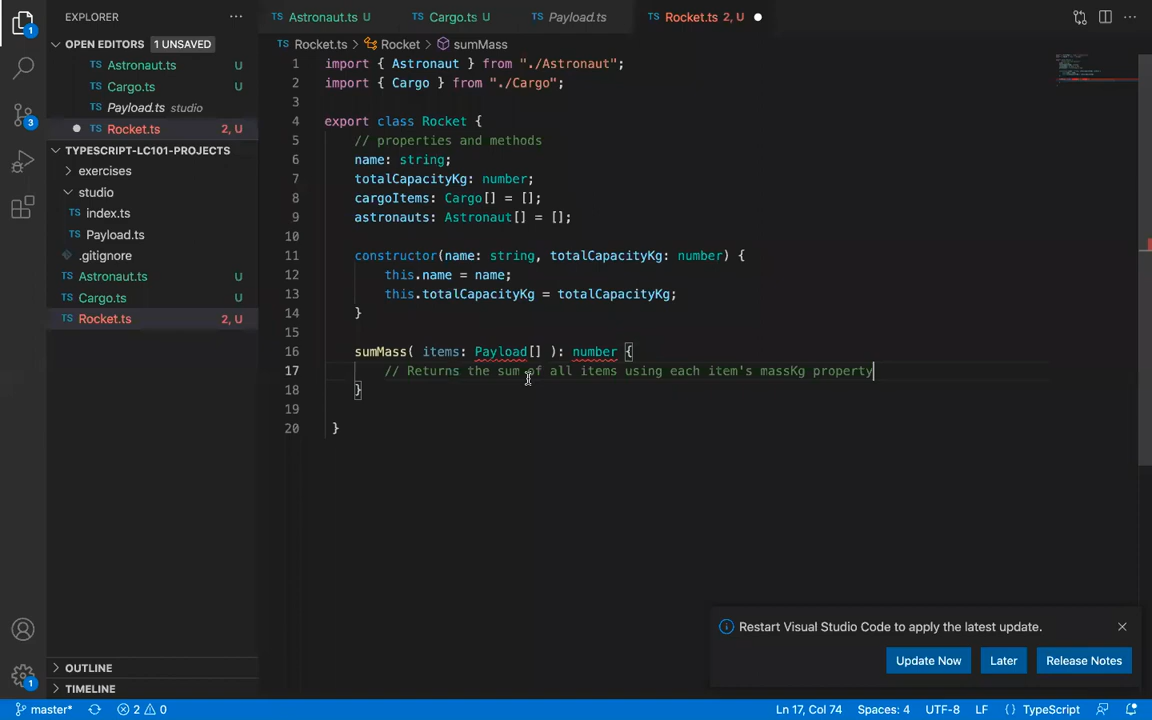 EXPLORER
Astronaut.ts U
Cargo.ts U
Payload.ts
Rocket.ts 2, U
OPEN EDITORS 1 UNSAVED
Astronaut.ts U
Cargo.ts U
Payload.ts studio
Rocket.ts 2, U
TYPESCRIPT-LC101-PROJECTS
exercises
studio
TS index.ts
TS Payload.ts
.gitignore
TS Astronaut.ts U
TS Cargo.ts U
TS Rocket.ts 2, U
OUTLINE
TIMELINE
TS Rocket.ts > Rocket > sumMass
1 import { Astronaut } from "./Astronaut";
2 import { Cargo } from "./Cargo";
3
4 export class Rocket {
5 // properties and methods
6 name: string;
7 totalCapacityKg: number;
8 cargoItems: Cargo[] = [];
9 astronauts: Astronaut[] = [];
10
11 constructor(name: string, totalCapacityKg: number) {
12 this.name = name;
13 this.totalCapacityKg = totalCapacityKg;
14 }
15
16 sumMass( items: Payload[] ): number {
17 // Returns the sum of all items using each item's massKg property
18 }
19
20 }
Restart Visual Studio Code to apply the latest update.
Update Now
Later
Release Notes
master* 2 0
Ln 17, Col 74 Spaces: 4 UTF-8 LF {} TypeScript